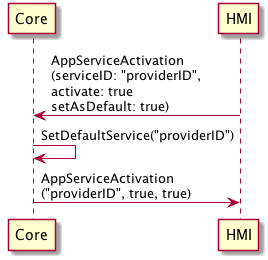 Core
HMI
AppServiceActivation
(serviceID: "providerID",
activate: true
setAsDefault: true)
SetDefaultService("providerID")
AppServiceActivation
("providerID", true, true)
Core
HMI